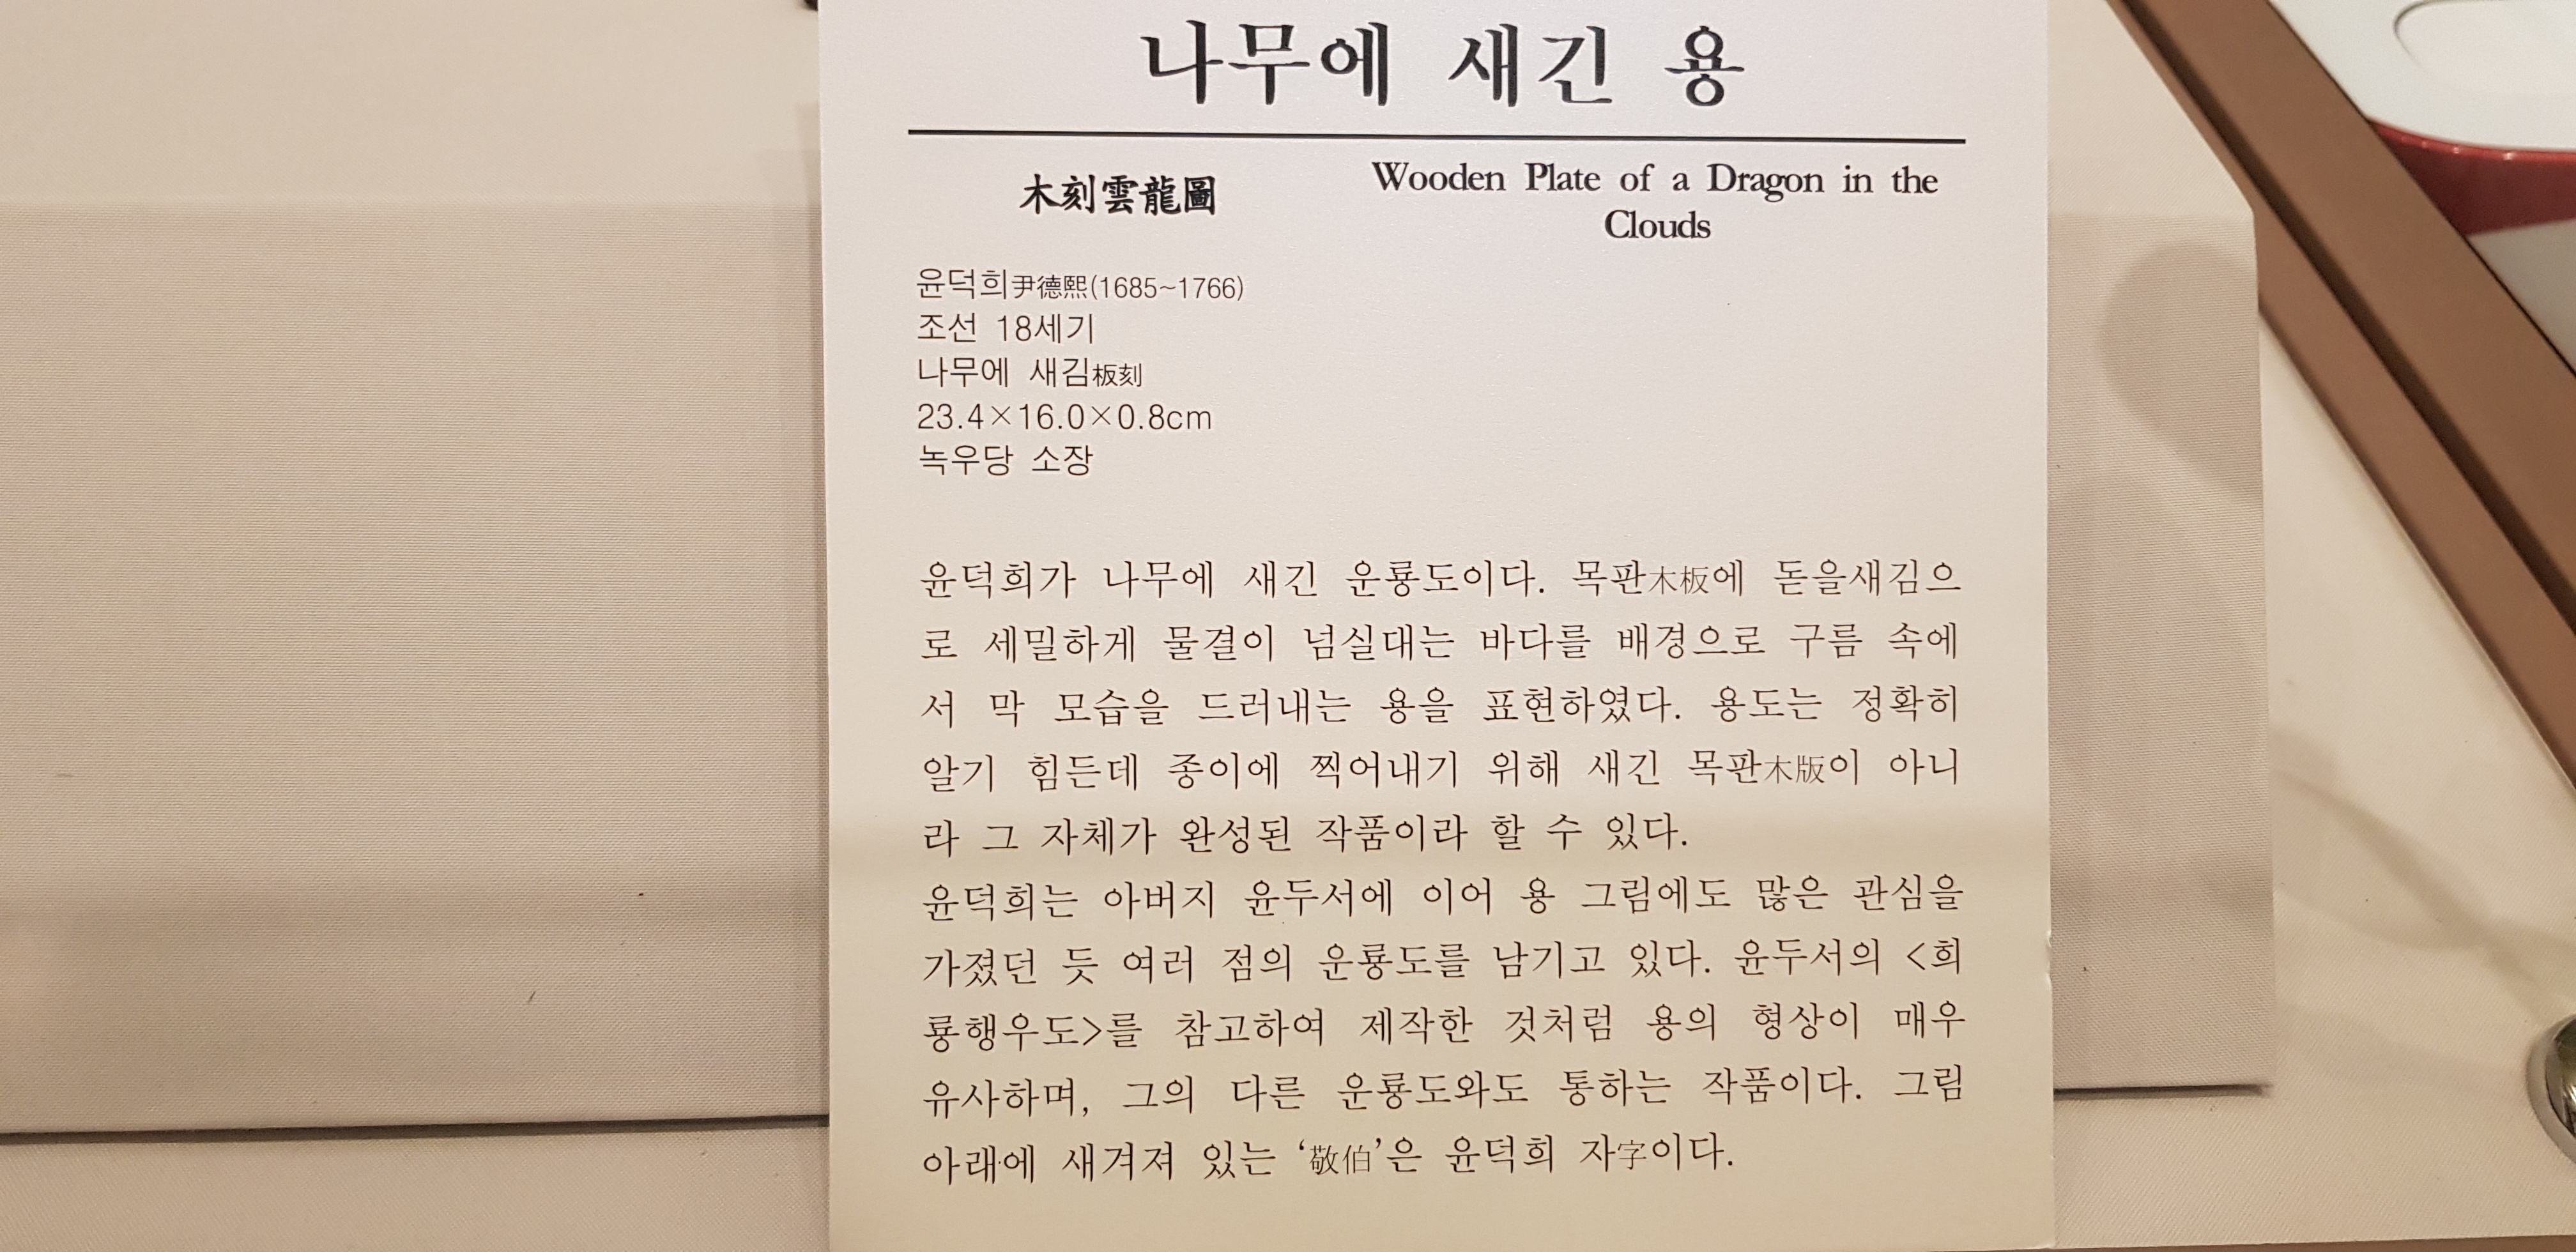 나무에 새긴 용
木刻雲龍圖
Wooden Plate of a Dragon in the
Clouds
윤덕희尹德熙(1685~1766)
조선 18세기
나무에 새김板刻
23.4×16.0×0.8cm
녹우당 소장
윤덕희가 나무에 새긴 운룡도이다. 목판木板에 돋을새김으
로 세밀하게 물결이 넘실대는 바다를 배경으로 구름 속에
서 막 모습을 드러내는 용을 표현하였다. 용도는 정확히
알기 힘든데 종이에 찍어내기 위해 새긴 목판木版이 아니
라 그 자체가 완성된 작품이라 할 수 있다.
윤덕희는 아버지 윤두서에 이어 용 그림에도 많은 관심을
가졌던 듯 여러 점의 운룡도를 남기고 있다. 윤두서의 <희
룡행우도>를 참고하여 제작한 것처럼 용의 형상이 매우
유사하며, 그의 다른 운룡도와도 통하는 작품이다. 그림
아래에 새겨져 있는 ‘敬伯’은 윤덕희 자字이다.